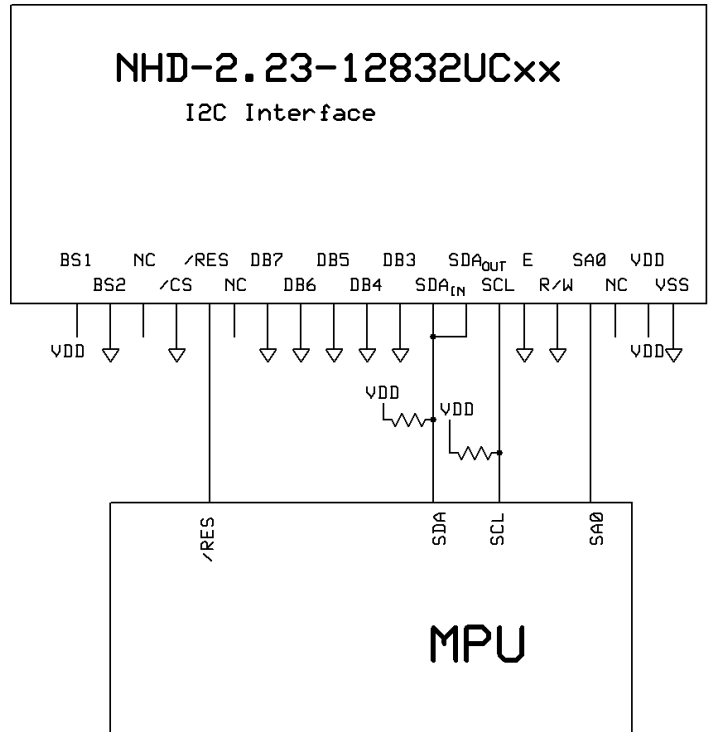 NHD-2.23-12832UCxx
I2C Interface
BS1 NC /RES DB7 DB5 DB3 SDAOUT E SA0 VDD
BS2 /CS NC DB6 DB4 SDAIN SCL R/W NC VSS
VDD VDD
VDD
VDD
/RES SDA SCL SA0
MPU